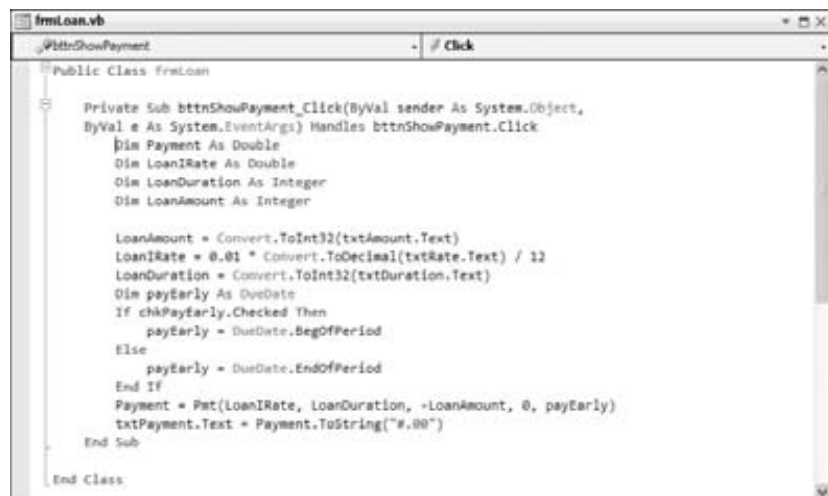 frmLoan.vb
bttnShowPayment Click
Public Class frmLoan
Private Sub bttnShowPayment_Click(ByVal sender As System.Object,
ByVal e As System.EventArgs) Handles bttnShowPayment.Click
Dim Payment As Double
Dim LoanIRate As Double
Dim LoanDuration As Integer
Dim LoanAmount As Integer
LoanAmount = Convert.ToInt32(txtAmount.Text)
LoanIRate = 0.01 * Convert.ToDecimal(txtRate.Text) / 12
LoanDuration = Convert.ToInt32(txtDuration.Text)
Dim payEarly As DueDate
If chkPayEarly.Checked Then
payEarly = DueDate.BegOfPeriod
Else
payEarly = DueDate.EndOfPeriod
End If
Payment = Pmt(LoanIRate, LoanDuration, -LoanAmount, 0, payEarly)
txtPayment.Text = Payment.ToString("#.00")
End Sub
End Class